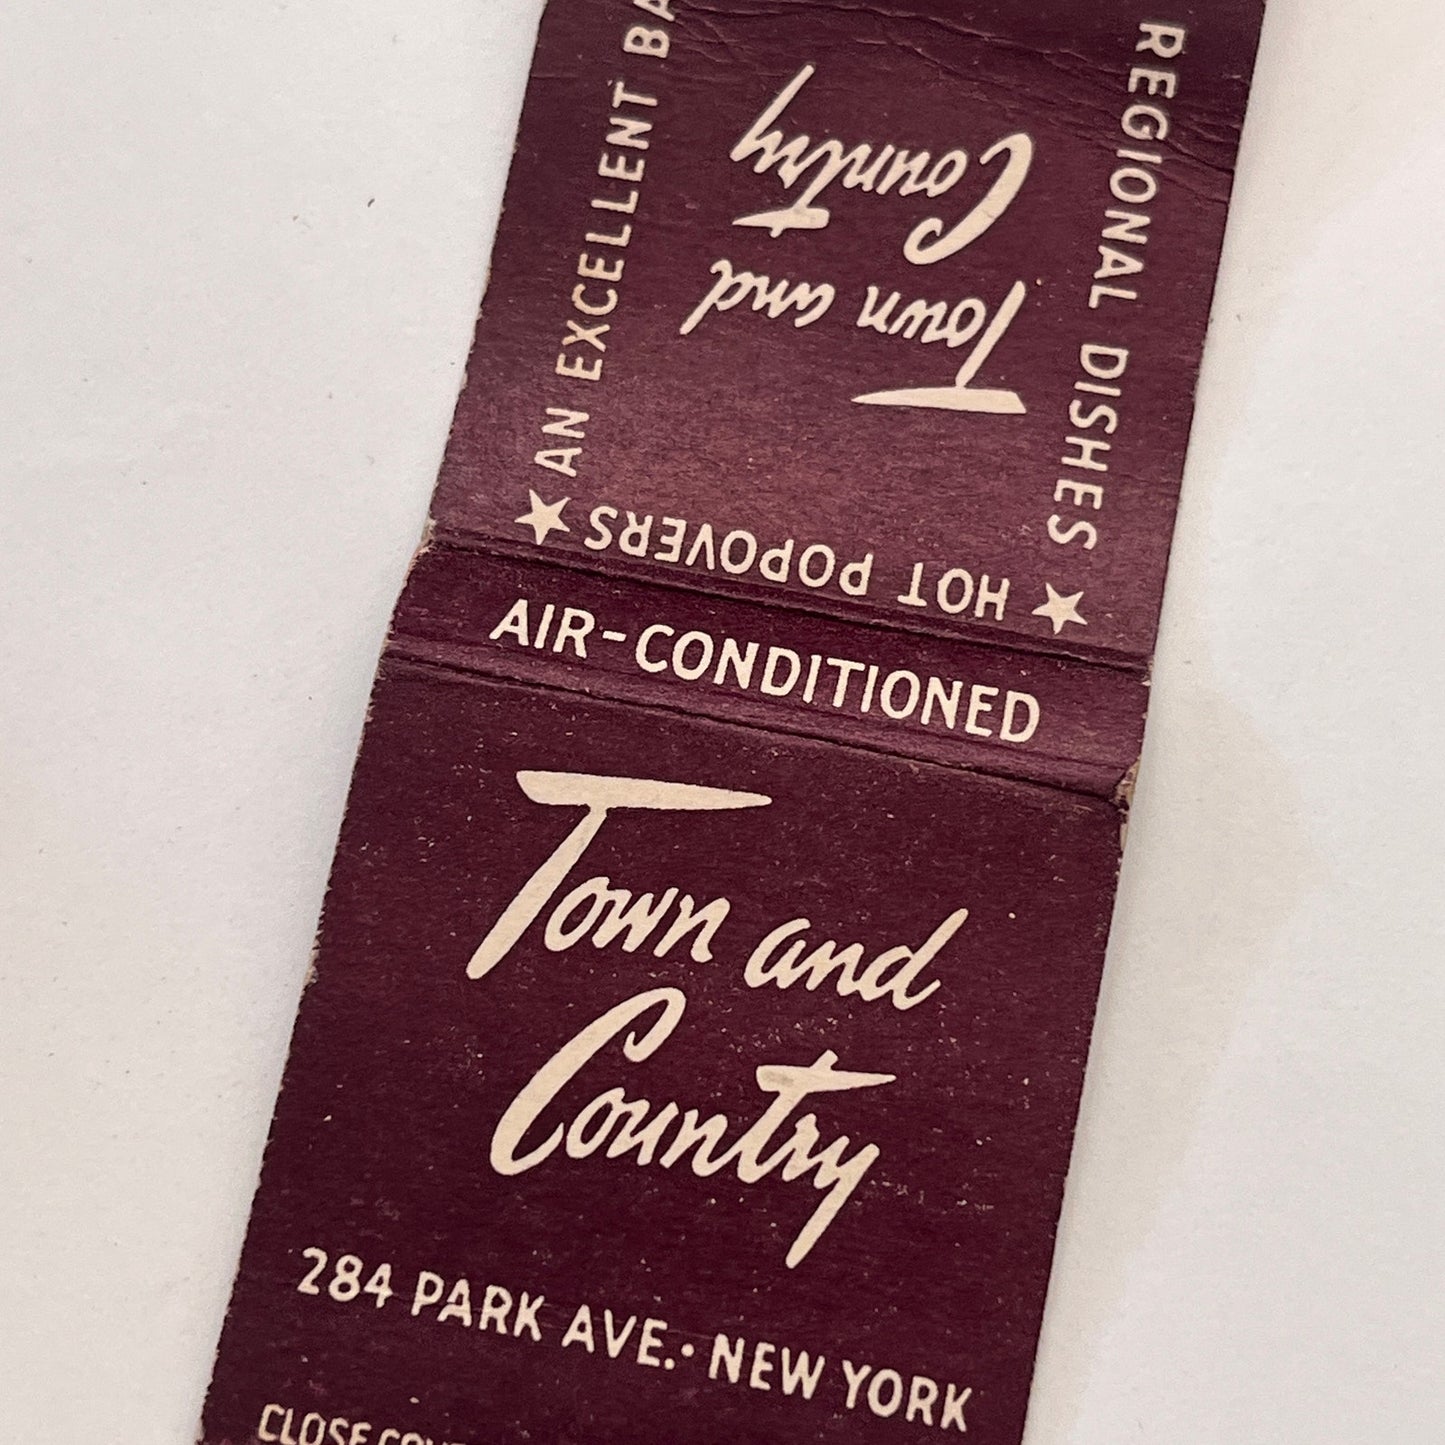 REGIONAL DISHES
★ HOT POPOVERS ★
AN EXCELLENT
Town and
Country
AIR-CONDITIONED
Town and
Country
284 PARK AVE. • NEW YORK
CLOSE